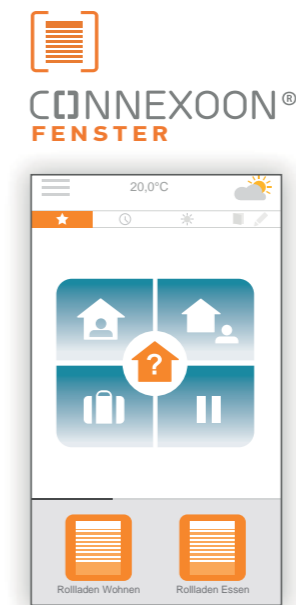 CONNEXOON®
FENSTER
20,0°C
?
Rollladen Wohnen Rollladen Essen